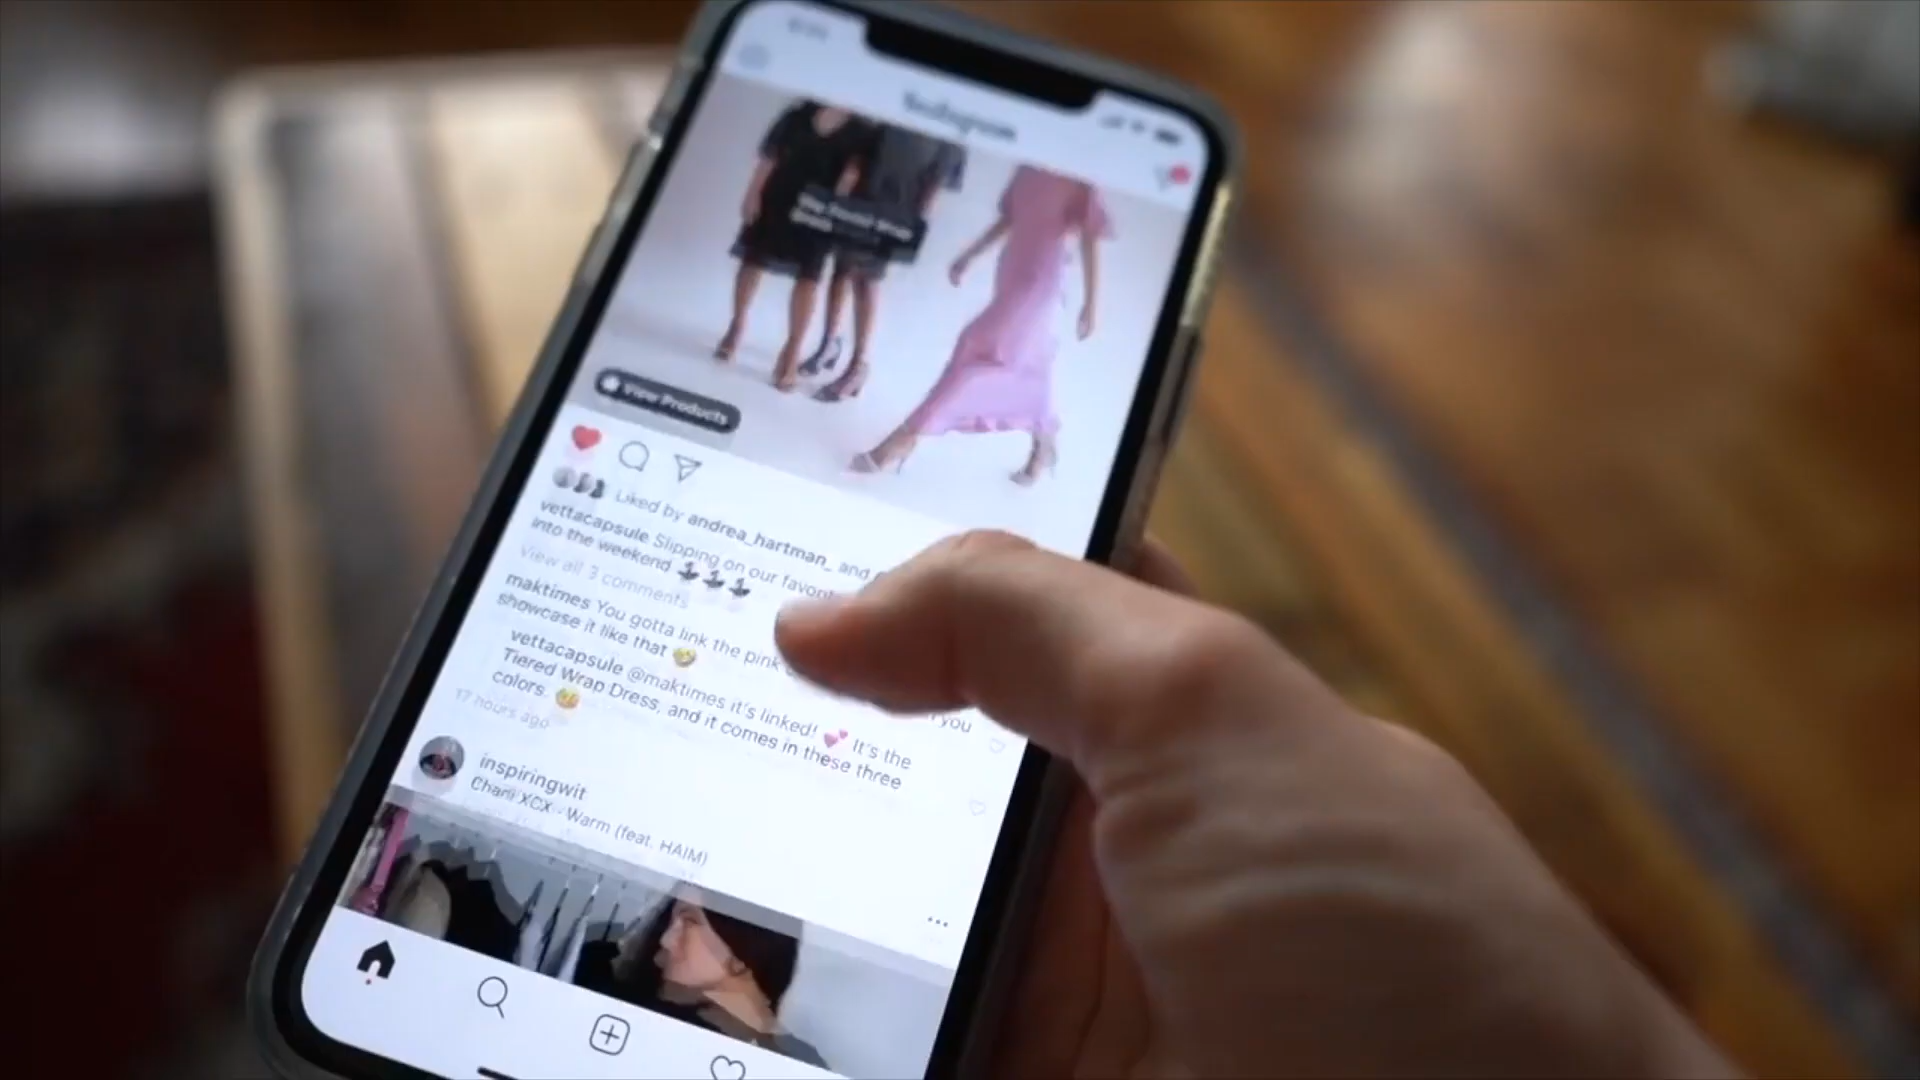 Instagram
View Products
Liked by andrea_hartman_ and
vettacapsule Slipping on our favorite
into the weekend
View all 3 comments
maktimes You gotta link the pink
you
showcase it like that
vettacapsule @maktimes it's linked! 💕 It's the
Tiered Wrap Dress, and it comes in these three
colors.
17 hours ago
inspiringwit
Charli XCX - Warm (feat. HAIM)